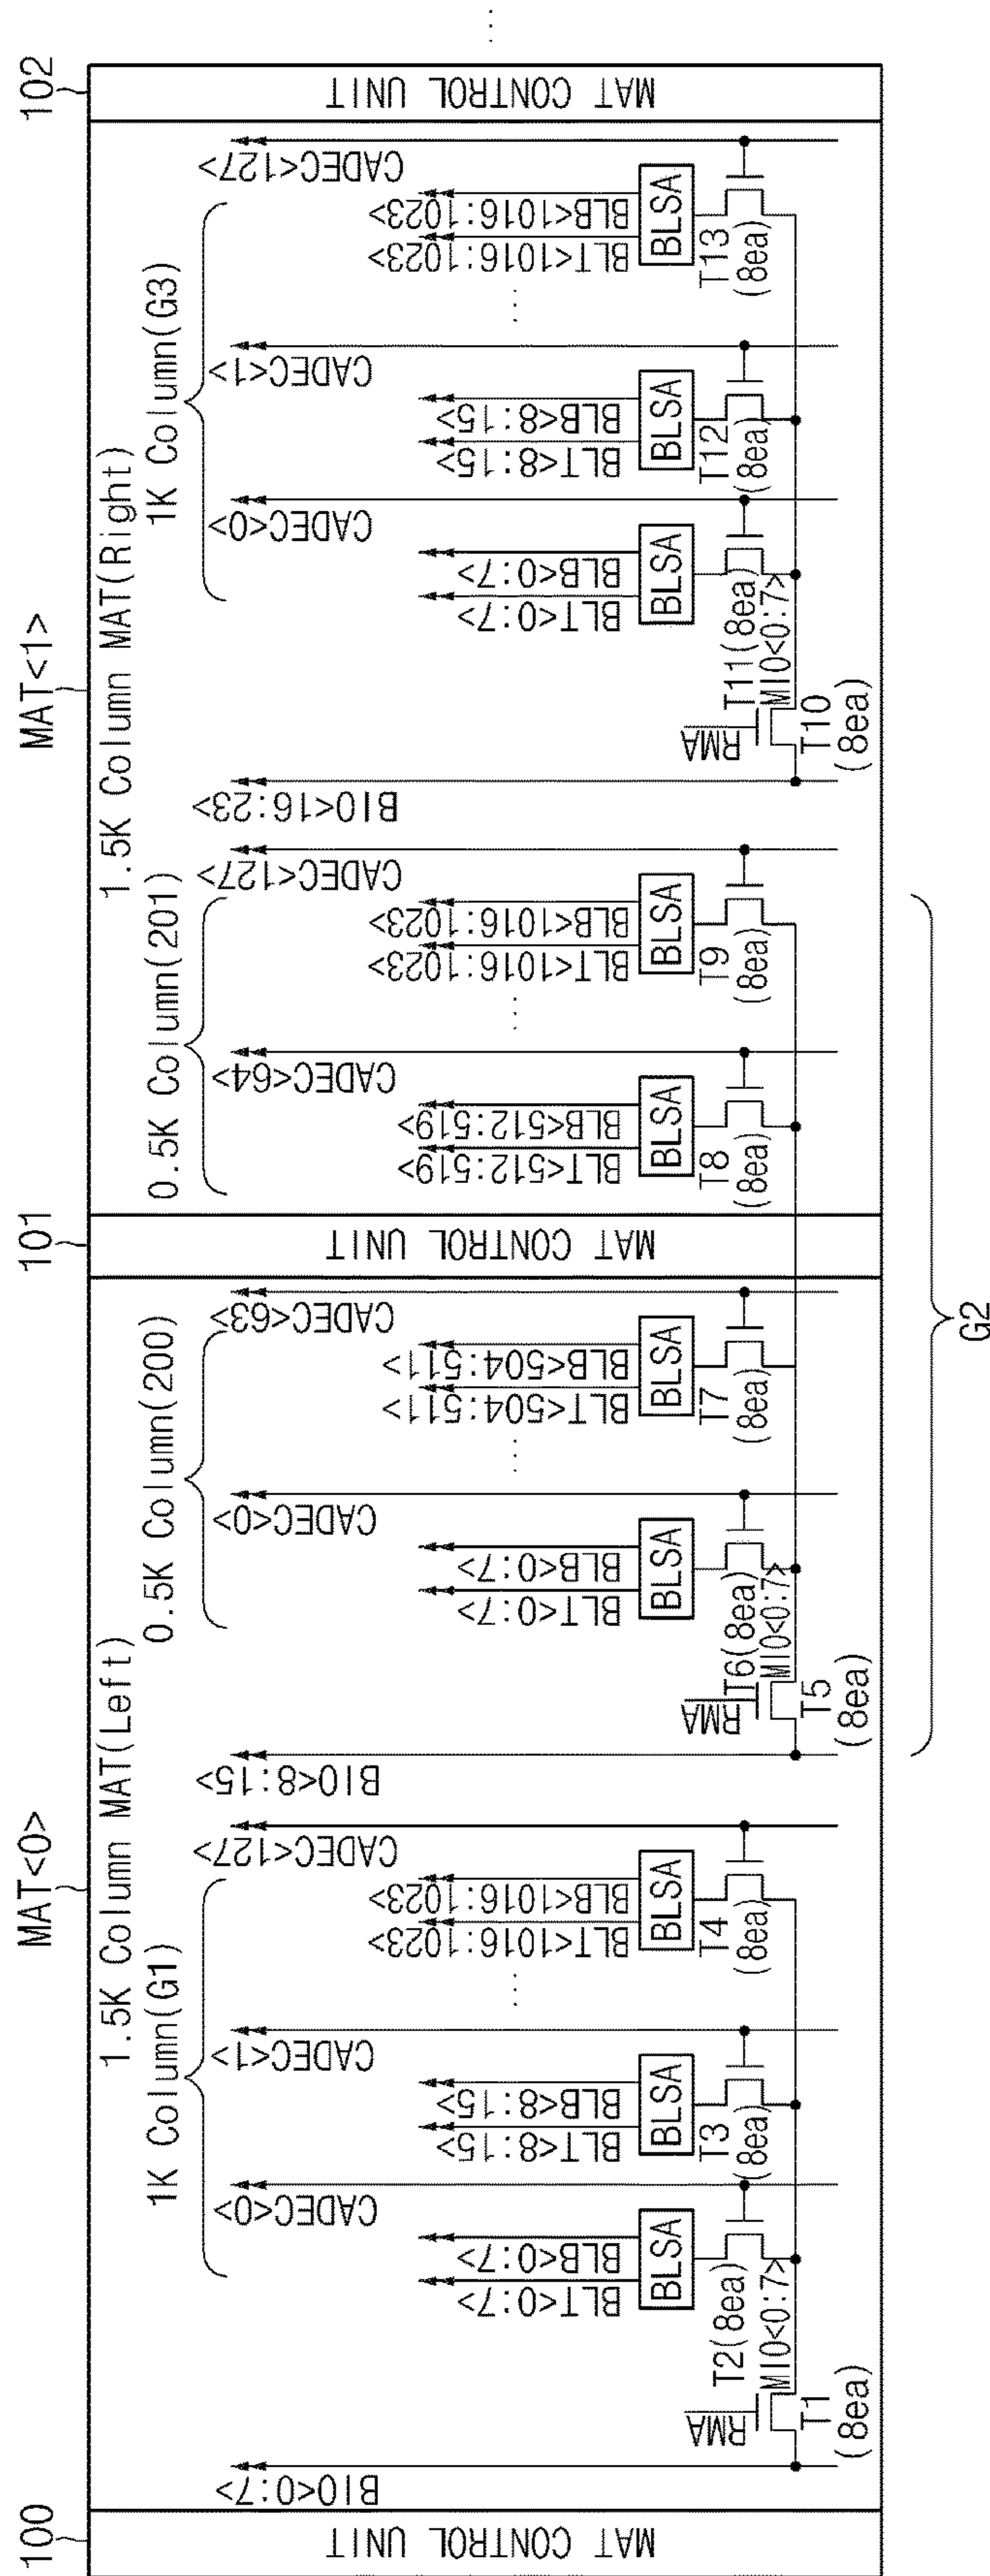 MAT<0>
MAT<1>
100
101
102
MAT CONTROL UNIT
1.5K Column MAT(Left)
1K Column(G1)
BIO<0:7>
RMA
T1
(8ea)
T2(8ea)
MIO<0:7>
BLT<0:7>
BLB<0:7>
BLSA
CADEC<0>
BLT<8:15>
BLB<8:15>
BLSA
T3
(8ea)
CADEC<1>
...
BLT<1016:1023>
BLB<1016:1023>
BLSA
T4
(8ea)
CADEC<127>
BIO<8:15>
0.5K Column(200)
RMA
T5
(8ea)
T6(8ea)
MIO<0:7>
BLT<0:7>
BLB<0:7>
BLSA
CADEC<0>
...
BLT<504:511>
BLB<504:511>
BLSA
T7
(8ea)
CADEC<63>
MAT CONTROL UNIT
1.5K Column MAT(Right)
0.5K Column(201)
BLT<512:519>
BLB<512:519>
BLSA
T8
(8ea)
CADEC<64>
...
BLT<1016:1023>
BLB<1016:1023>
BLSA
T9
(8ea)
CADEC<127>
BIO<16:23>
1K Column(G3)
RMA
T10
(8ea)
T11(8ea)
MIO<0:7>
BLT<0:7>
BLB<0:7>
BLSA
CADEC<0>
BLT<8:15>
BLB<8:15>
BLSA
T12
(8ea)
CADEC<1>
...
BLT<1016:1023>
BLB<1016:1023>
BLSA
T13
(8ea)
CADEC<127>
MAT CONTROL UNIT
...
G2